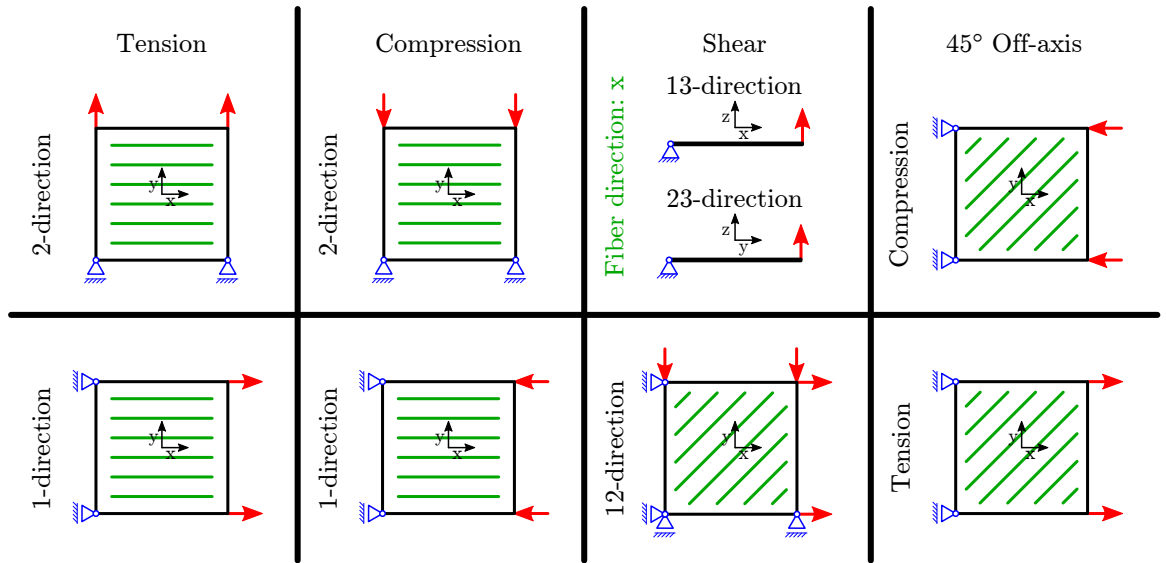 Tension
Compression
Shear
45° Off-axis
2-direction
y
x
2-direction
y
x
Fiber direction: x
13-direction
z
x
23-direction
z
y
Compression
y
x
1-direction
y
x
1-direction
y
x
12-direction
y
x
Tension
y
x